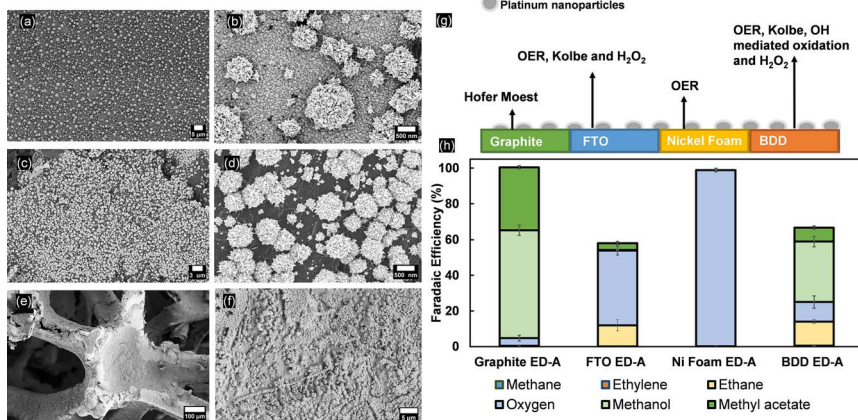 Platinum nanoparticles
(a)
5 µm
(b)
500 nm
(c)
3 µm
(d)
500 nm
(e)
100 µm
(f)
5 µm
(g)
OER, Kolbe, OH
mediated oxidation
and H₂O₂
OER, Kolbe and H₂O₂
OER
Hofer Moest
Graphite
FTO
Nickel Foam
BDD
(h)
Faradaic Efficiency (%)
100
80
60
40
20
0
Graphite ED-A
FTO ED-A
Ni Foam ED-A
BDD ED-A
Methane
Ethylene
Ethane
Oxygen
Methanol
Methyl acetate